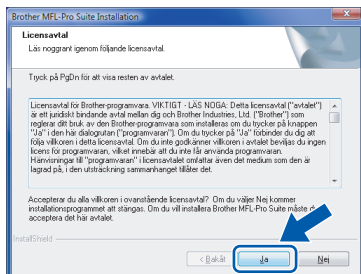 Brother MFL-Pro Suite Installation
Licensavtal
Läs noggrant igenom följande licensavtal.
Tryck på PgDn för att visa resten av avtalet.
Licensavtal för Brother-programvara. VIKTIGT - LÄS NOGA: Detta licensavtal ("avtalet")
är ett juridiskt bindande avtal mellan dig och Brother Industries, Ltd. ("Brother") som
reglerar ditt bruk av den Brother-programvara som installeras om du trycker på knappen
"Ja" i den här dialogrutan ("programvaran"). Om du trycker på "Ja" förbinder du dig att
följa villkoren i detta licensavtal. Om du inte godkänner villkoren i avtalet beviljas du ingen
licens för programvaran, vilket innebär att du inte får använda programvaran.
Hänvisningar till "programvaran" i licensavtalet omfattar även det medium som den är
lagrad på, i den utsträckning sammanhanget tillåter det.
Accepterar du alla villkoren i ovanstående licensavtal? Om du väljer Nej kommer
installationsprogrammet att stängas. Om du vill installera Brother MFL-Pro Suite måste
acceptera det här avtalet.
InstallShield
< Bakåt
Ja
Nej